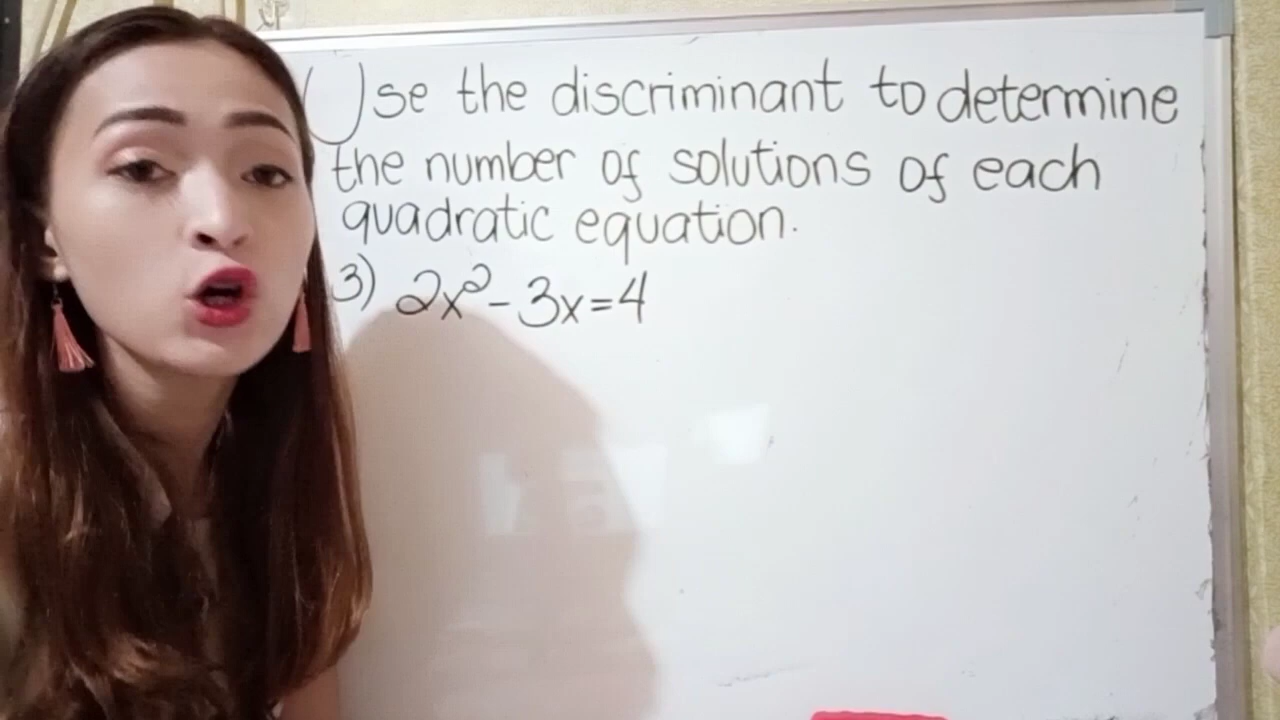 Use the discriminant to determine
the number of solutions of each
quadratic equation.
3) 2x²-3x=4